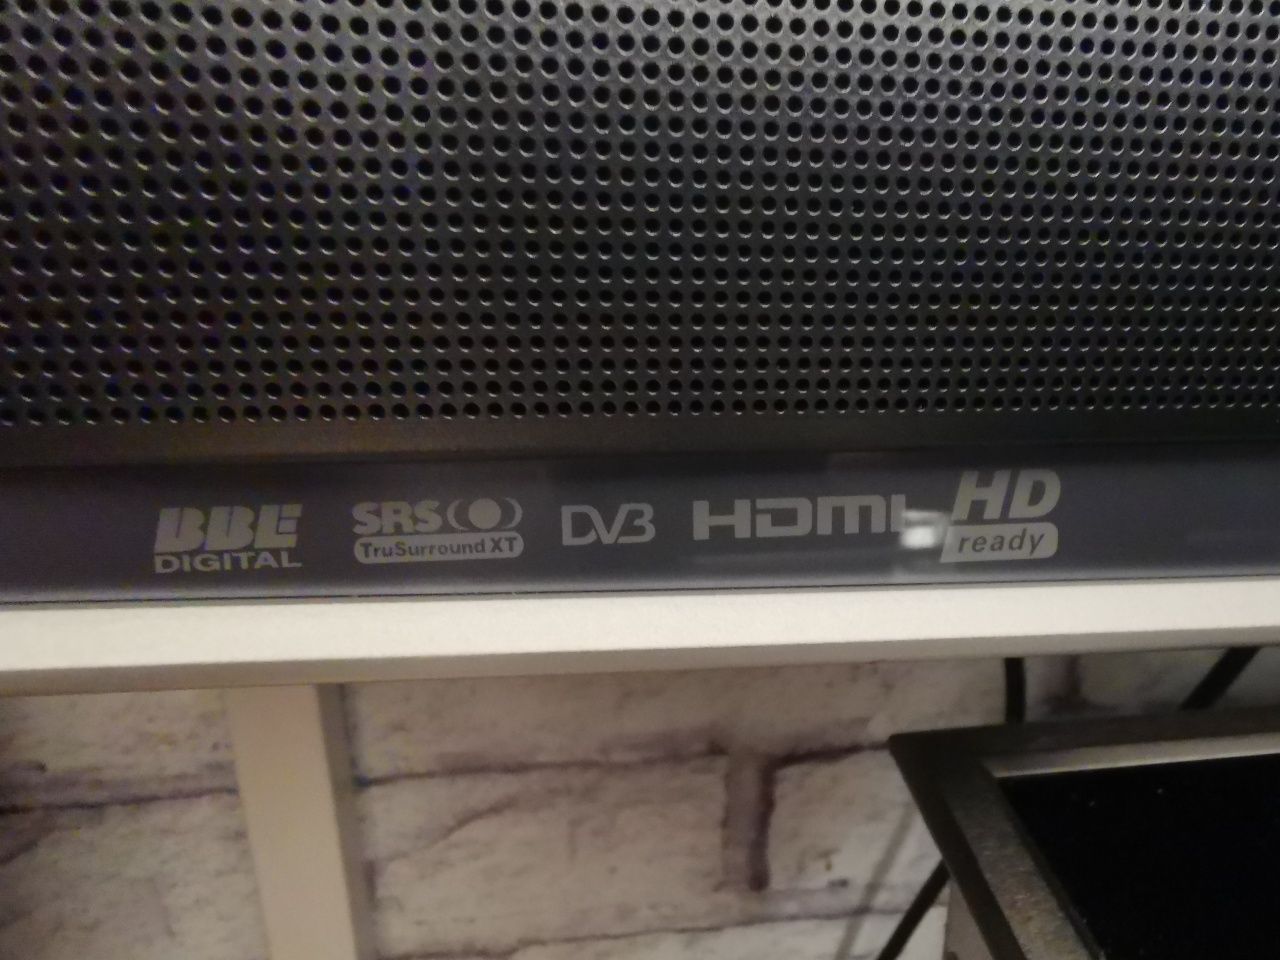 BBE
DIGITAL
SRS
TruSurround XT
DVB
HDMI
HD
ready